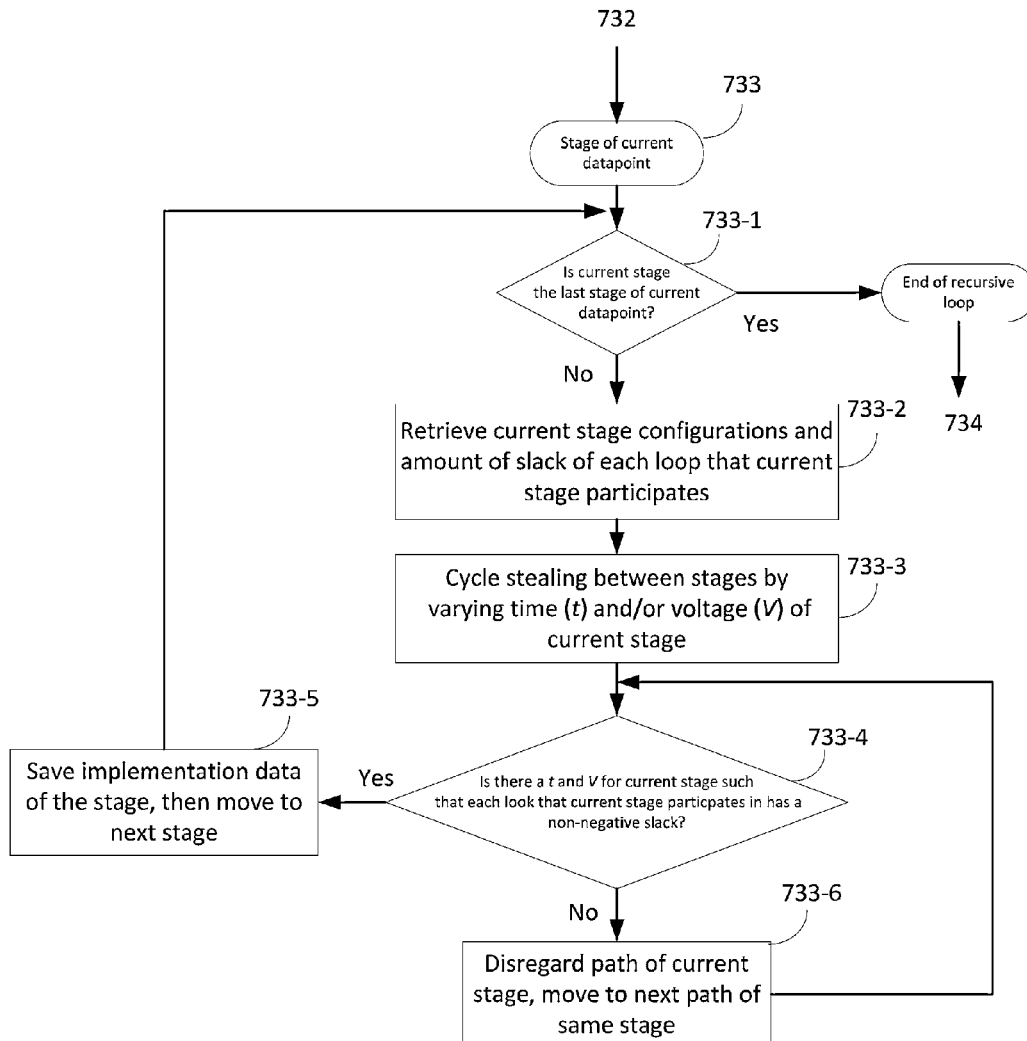 732
733
Stage of current
datapoint
733-1
Is current stage
the last stage of current
datapoint?
Yes
End of recursive
loop
734
No
733-2
Retrieve current stage configurations and
amount of slack of each loop that current
stage participates
733-3
Cycle stealing between stages by
varying time (t) and/or voltage (V) of
current stage
733-4
Is there a t and V for current stage such
that each look that current stage particpates in has a
non-negative slack?
Yes
733-5
Save implementation data
of the stage, then move to
next stage
No
733-6
Disregard path of current
stage, move to next path of
same stage